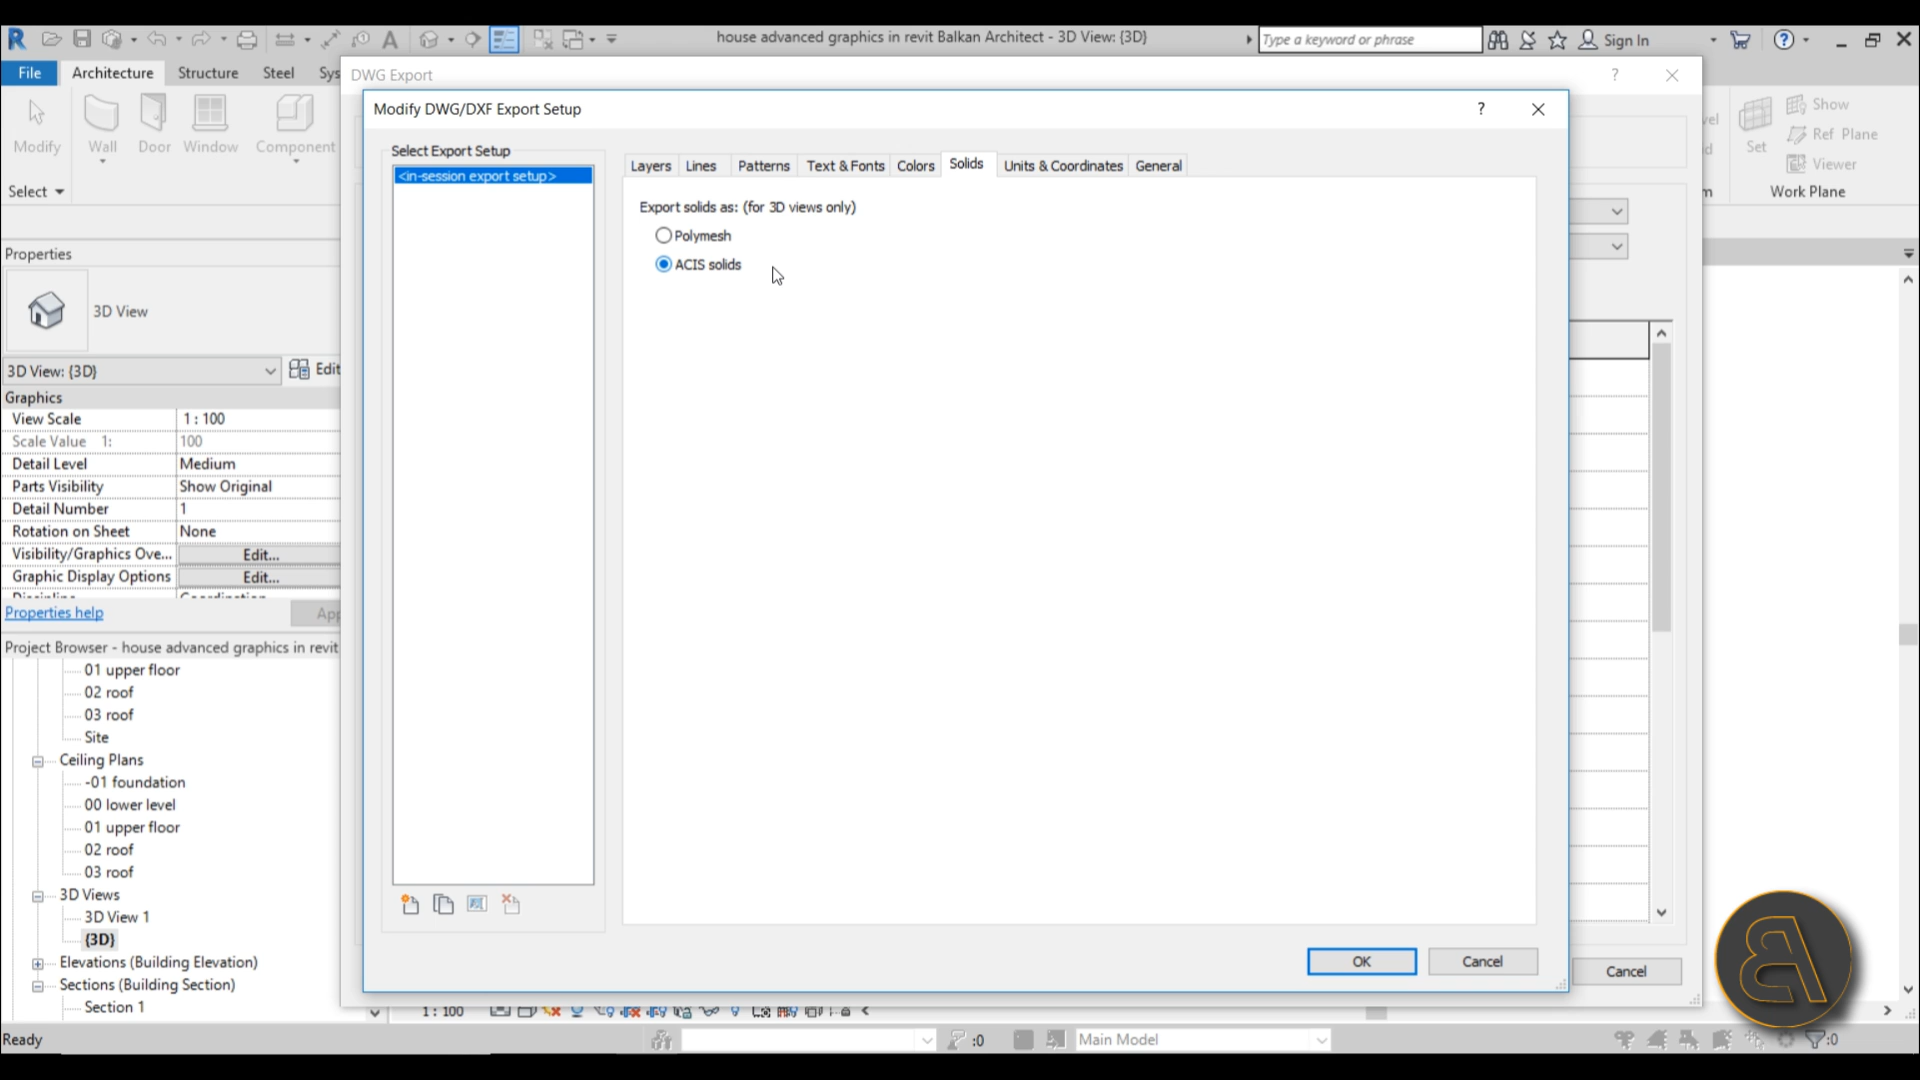 house advanced graphics in revit Balkan Architect - 3D View: {3D}
Type a keyword or phrase
Sign In
File
Architecture
Structure
Steel
Sys
DWG Export
Modify
Wall
Door
Window
Component
Select
Show
Ref Plane
Set
Viewer
Work Plane
Modify DWG/DXF Export Setup
Select Export Setup
<in-session export setup>
Layers
Lines
Patterns
Text & Fonts
Colors
Solids
Units & Coordinates
General
Export solids as: (for 3D views only)
Polymesh
ACIS solids
OK
Cancel
Cancel
Properties
3D View
3D View: {3D}
Edit
Graphics
View Scale 1 : 100
Scale Value 1: 100
Detail Level Medium
Parts Visibility Show Original
Detail Number 1
Rotation on Sheet None
Visibility/Graphics Ove... Edit...
Graphic Display Options Edit...
Properties help
App
Project Browser - house advanced graphics in revit
01 upper floor
02 roof
03 roof
Site
Ceiling Plans
-01 foundation
00 lower level
01 upper floor
02 roof
03 roof
3D Views
3D View 1
{3D}
Elevations (Building Elevation)
Sections (Building Section)
Section 1
1 : 100
Ready
:0
Main Model
:0